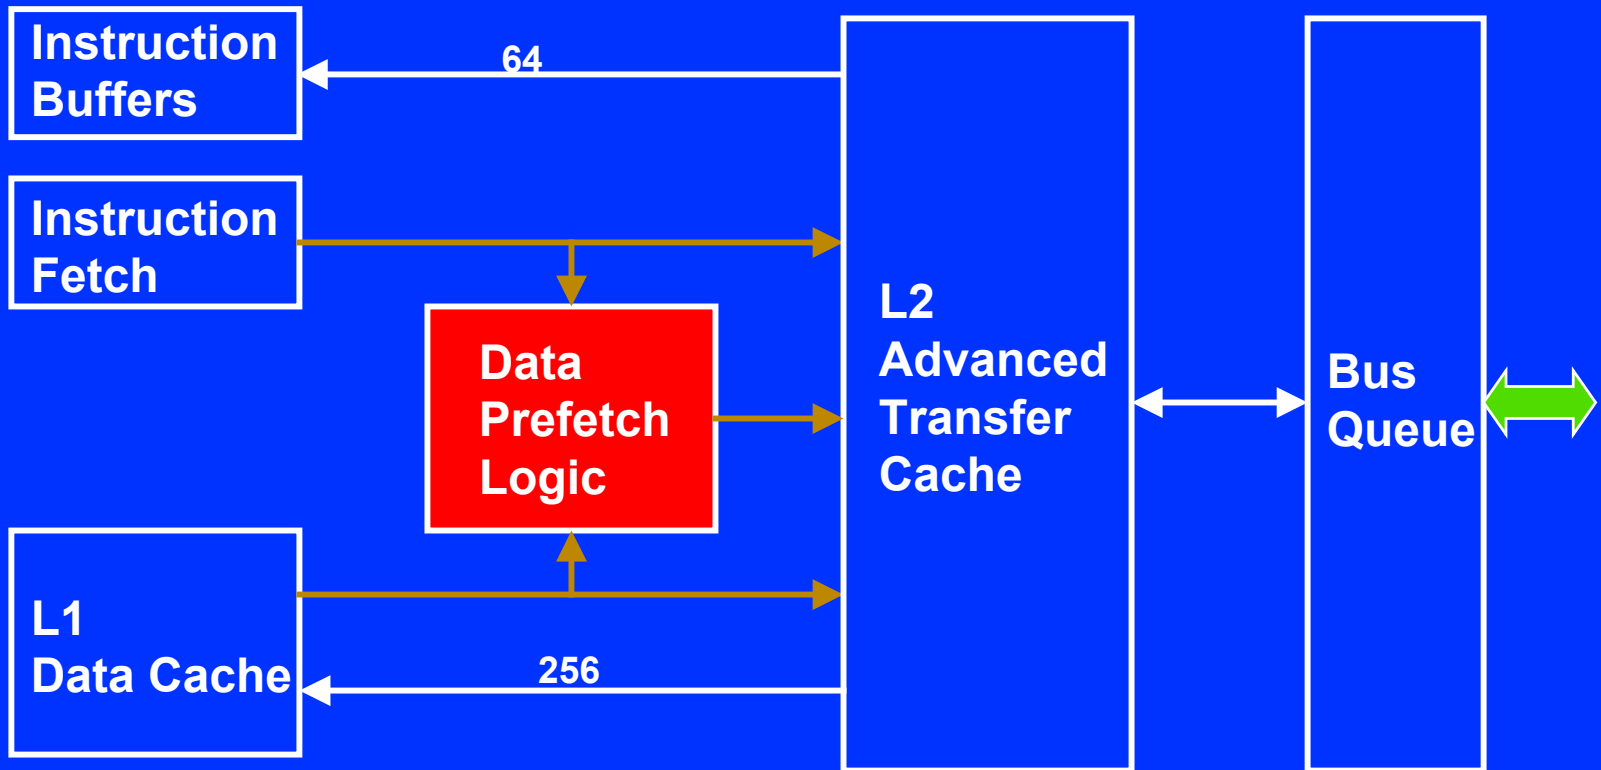 Instruction
Buffers
64
Instruction
Fetch
Data
Prefetch
Logic
L1
Data Cache
256
L2
Advanced
Transfer
Cache
Bus
Queue